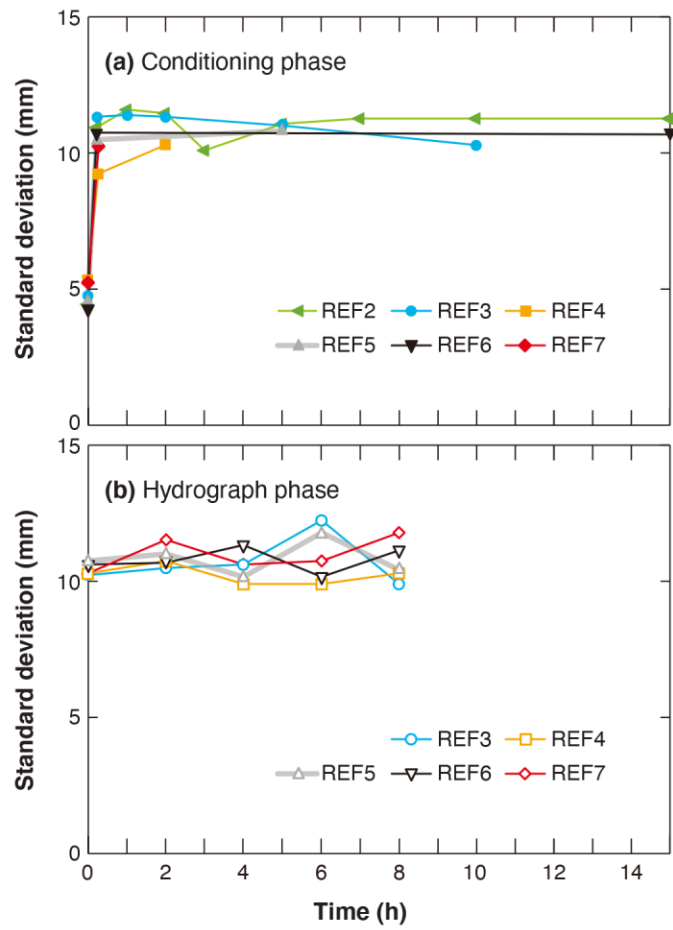 15
(a) Conditioning phase
10
Standard deviation (mm)
5
REF2 REF3 REF4
REF5 REF6 REF7
0
15
(b) Hydrograph phase
10
Standard deviation (mm)
5
REF3 REF4
REF5 REF6 REF7
0
0 2 4 6 8 10 12 14
Time (h)